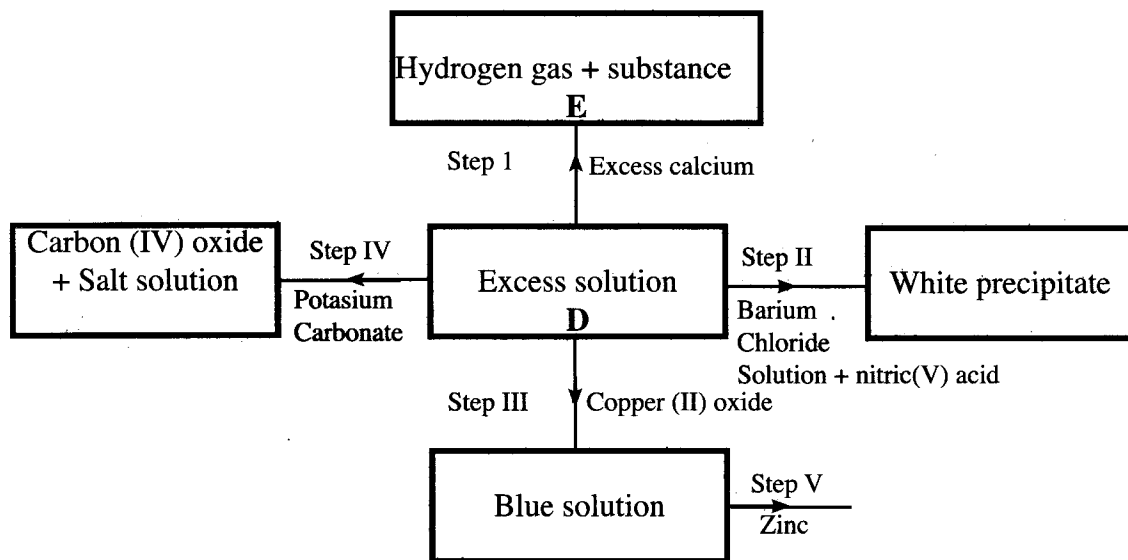 Hydrogen gas + substance
E
Step 1
Excess calcium
Carbon (IV) oxide
+ Salt solution
Step IV
Potasium
Carbonate
Excess solution
D
Step II
Barium
Chloride
Solution + nitric(V) acid
White precipitate
Step III
Copper (II) oxide
Blue solution
Step V
Zinc